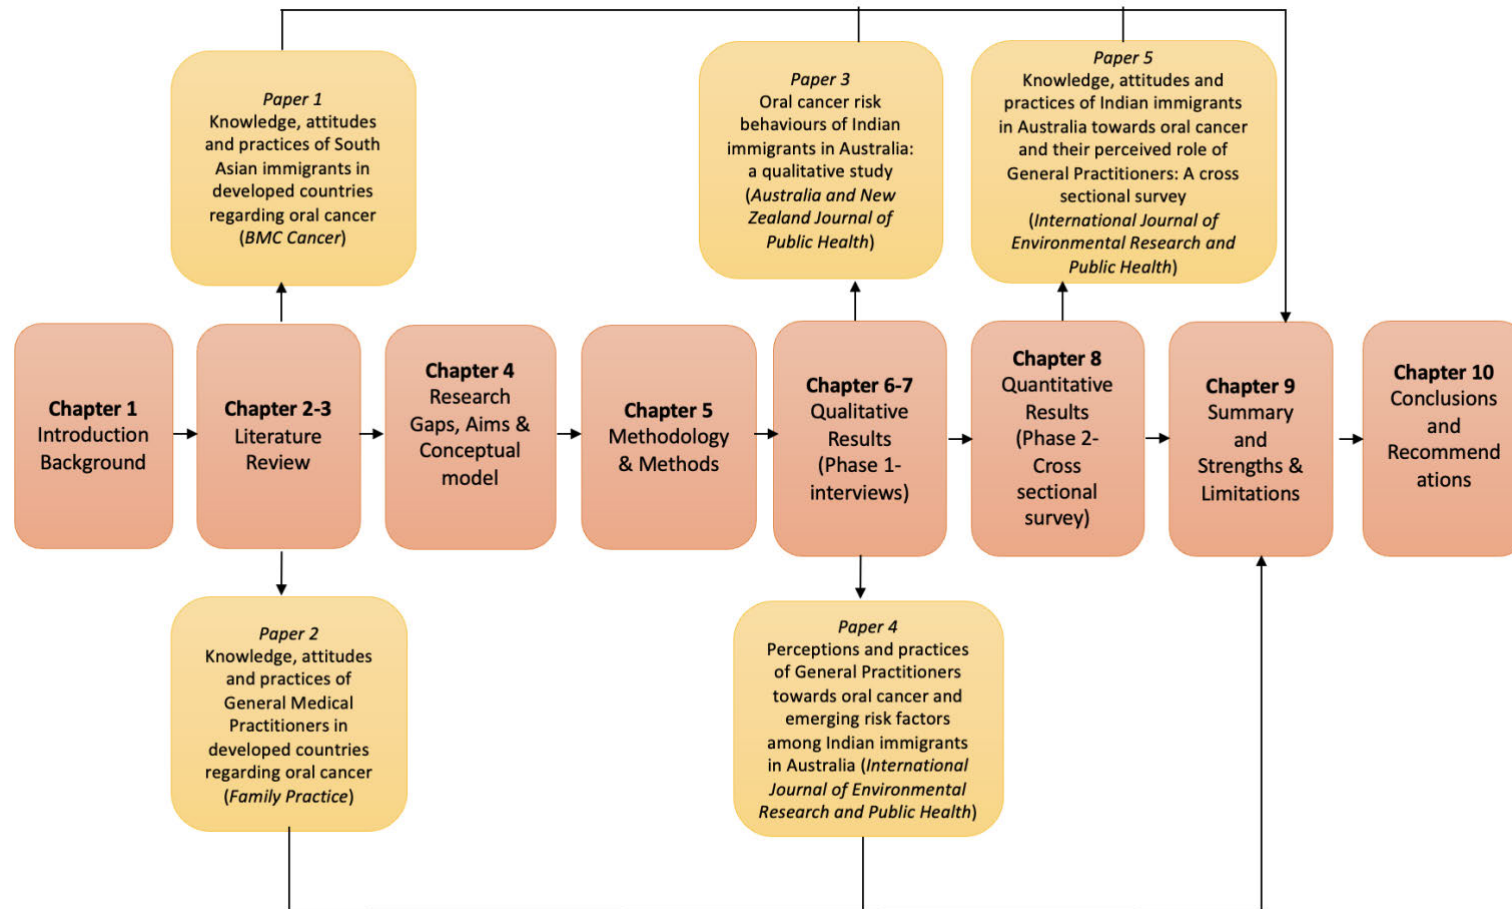 Paper 1
Knowledge, attitudes
and practices of South
Asian immigrants in
developed countries
regarding oral cancer
(BMC Cancer)
Paper 3
Oral cancer risk
behaviours of Indian
immigrants in Australia:
a qualitative study
(Australia and New
Zealand Journal of
Public Health)
Paper 5
Knowledge, attitudes and
practices of Indian immigrants
in Australia towards oral cancer
and their perceived role of
General Practitioners: A cross
sectional survey
(International Journal of
Environmental Research and
Public Health)
Chapter 1
Introduction
Background
Chapter 2-3
Literature
Review
Chapter 4
Research
Gaps, Aims &
Conceptual
model
Chapter 5
Methodology
& Methods
Chapter 6-7
Qualitative
Results
(Phase 1-
interviews)
Chapter 8
Quantitative
Results
(Phase 2-
Cross
sectional
survey)
Chapter 9
Summary
and
Strengths &
Limitations
Chapter 10
Conclusions
and
Recommend
ations
Paper 2
Knowledge, attitudes
and practices of
General Medical
Practitioners in
developed countries
regarding oral cancer
(Family Practice)
Paper 4
Perceptions and practices
of General Practitioners
towards oral cancer and
emerging risk factors
among Indian immigrants
in Australia (International
Journal of Environmental
Research and Public Health)